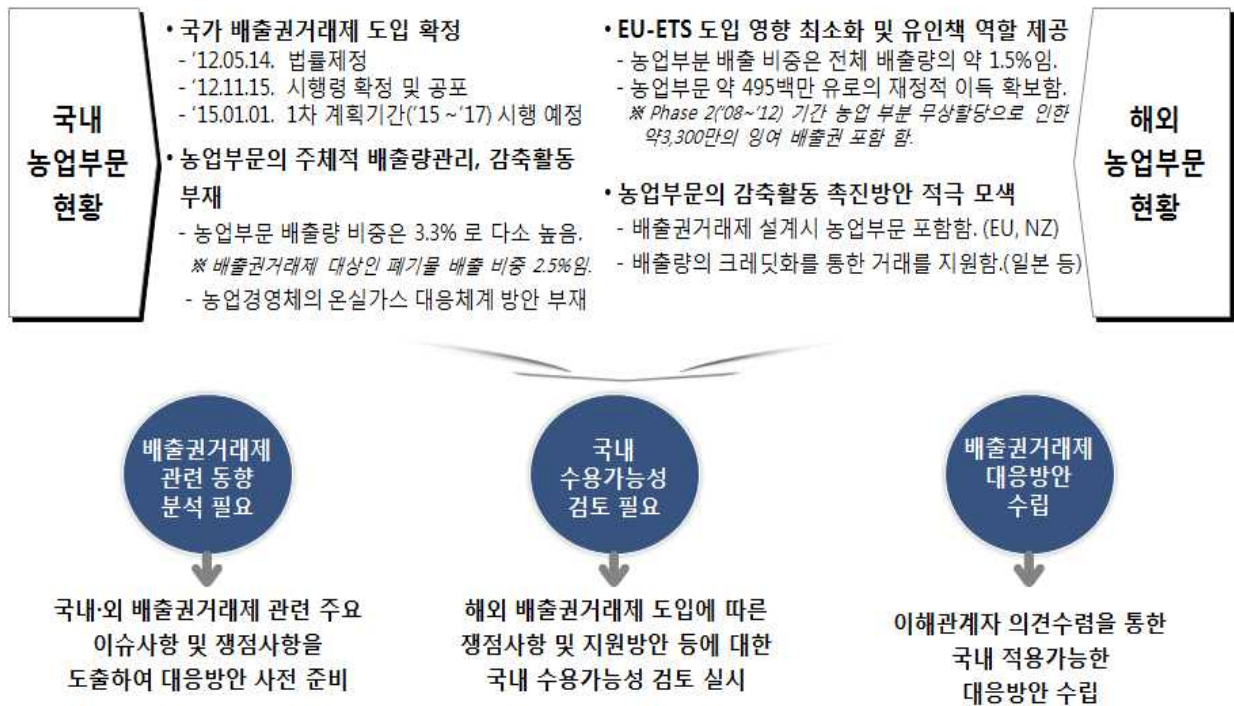 국내
농업부문
현황
• 국가 배출권거래제 도입 확정
- ‘12.05.14. 법률제정
- ‘12.11.15. 시행령 확정 및 공포
- ‘15.01.01. 1차 계획기간(‘15 ~‘17) 시행 예정
• 농업부문의 주체적 배출량관리, 감축활동
부재
- 농업부문 배출량 비중은 3.3% 로 다소 높음.
※ 배출권거래제 대상인 폐기물 배출 비중 2.5%임.
- 농업경영체의 온실가스 대응체계 방안 부재
• EU-ETS 도입 영향 최소화 및 유인책 역할 제공
- 농업부분 배출 비중은 전체 배출량의 약 1.5%임.
- 농업부문 약 495백만 유로의 재정적 이득 확보함.
※ Phase 2(‘08~‘12) 기간 농업 부분 무상할당으로 인한
약3,300만의 잉여 배출권 포함 함.
• 농업부문의 감축활동 촉진방안 적극 모색
- 배출권거래제 설계시 농업부문 포함함. (EU, NZ)
- 배출량의 크레딧화를 통한 거래를 지원함.(일본 등)
해외
농업부문
현황
배출권거래제
관련 동향
분석 필요
국내·외 배출권거래제 관련 주요
이슈사항 및 쟁점사항을
도출하여 대응방안 사전 준비
국내
수용가능성
검토 필요
해외 배출권거래제 도입에 따른
쟁점사항 및 지원방안 등에 대한
국내 수용가능성 검토 실시
배출권거래제
대응방안
수립
이해관계자 의견수렴을 통한
국내 적용가능한
대응방안 수립